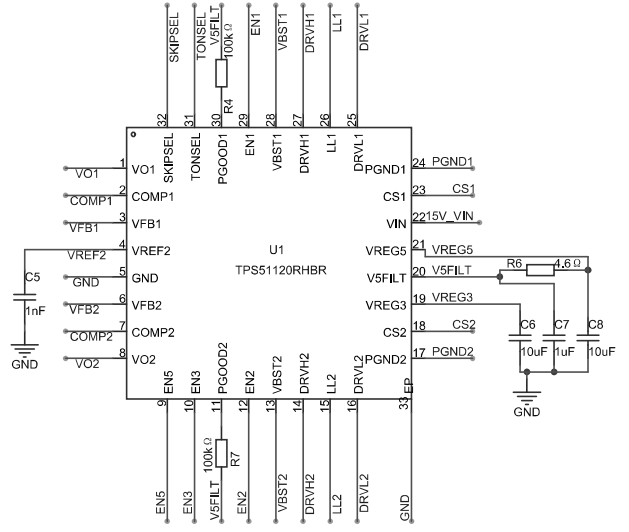 SKIPSEL
TONSEL
V5FILT
100kΩ
R4
EN1
VBST1
DRVH1
LL1
DRVL1
32
31
30
29
28
27
26
25
SKIPSEL
TONSEL
PGOOD1
EN1
VBST1
DRVH1
LL1
DRVL1
VO1 1 VO1
COMP1 2 COMP1
VFB1 3 VFB1
VREF2 4 VREF2
GND 5 GND
VFB2 6 VFB2
COMP2 7 COMP2
VO2 8 VO2
C5
1nF
GND
U1
TPS51120RHBR
PGND1 24 PGND1
CS1 23 CS1
VIN 22 15V_VIN
VREG5 21 VREG5
V5FILT 20 V5FILT
VREG3 19 VREG3
CS2 18 CS2
PGND2 17 PGND2
R6 4.6Ω
C6 C7 C8
10uF 1uF 10uF
GND
EN5
EN3
PGOOD2
EN2
VBST2
DRVH2
LL2
DRVL2
EP
9
10
11
12
13
14
15
16
33
EN5
EN3
V5FILT
100kΩ
R7
EN2
VBST2
DRVH2
LL2
DRVL2
GND